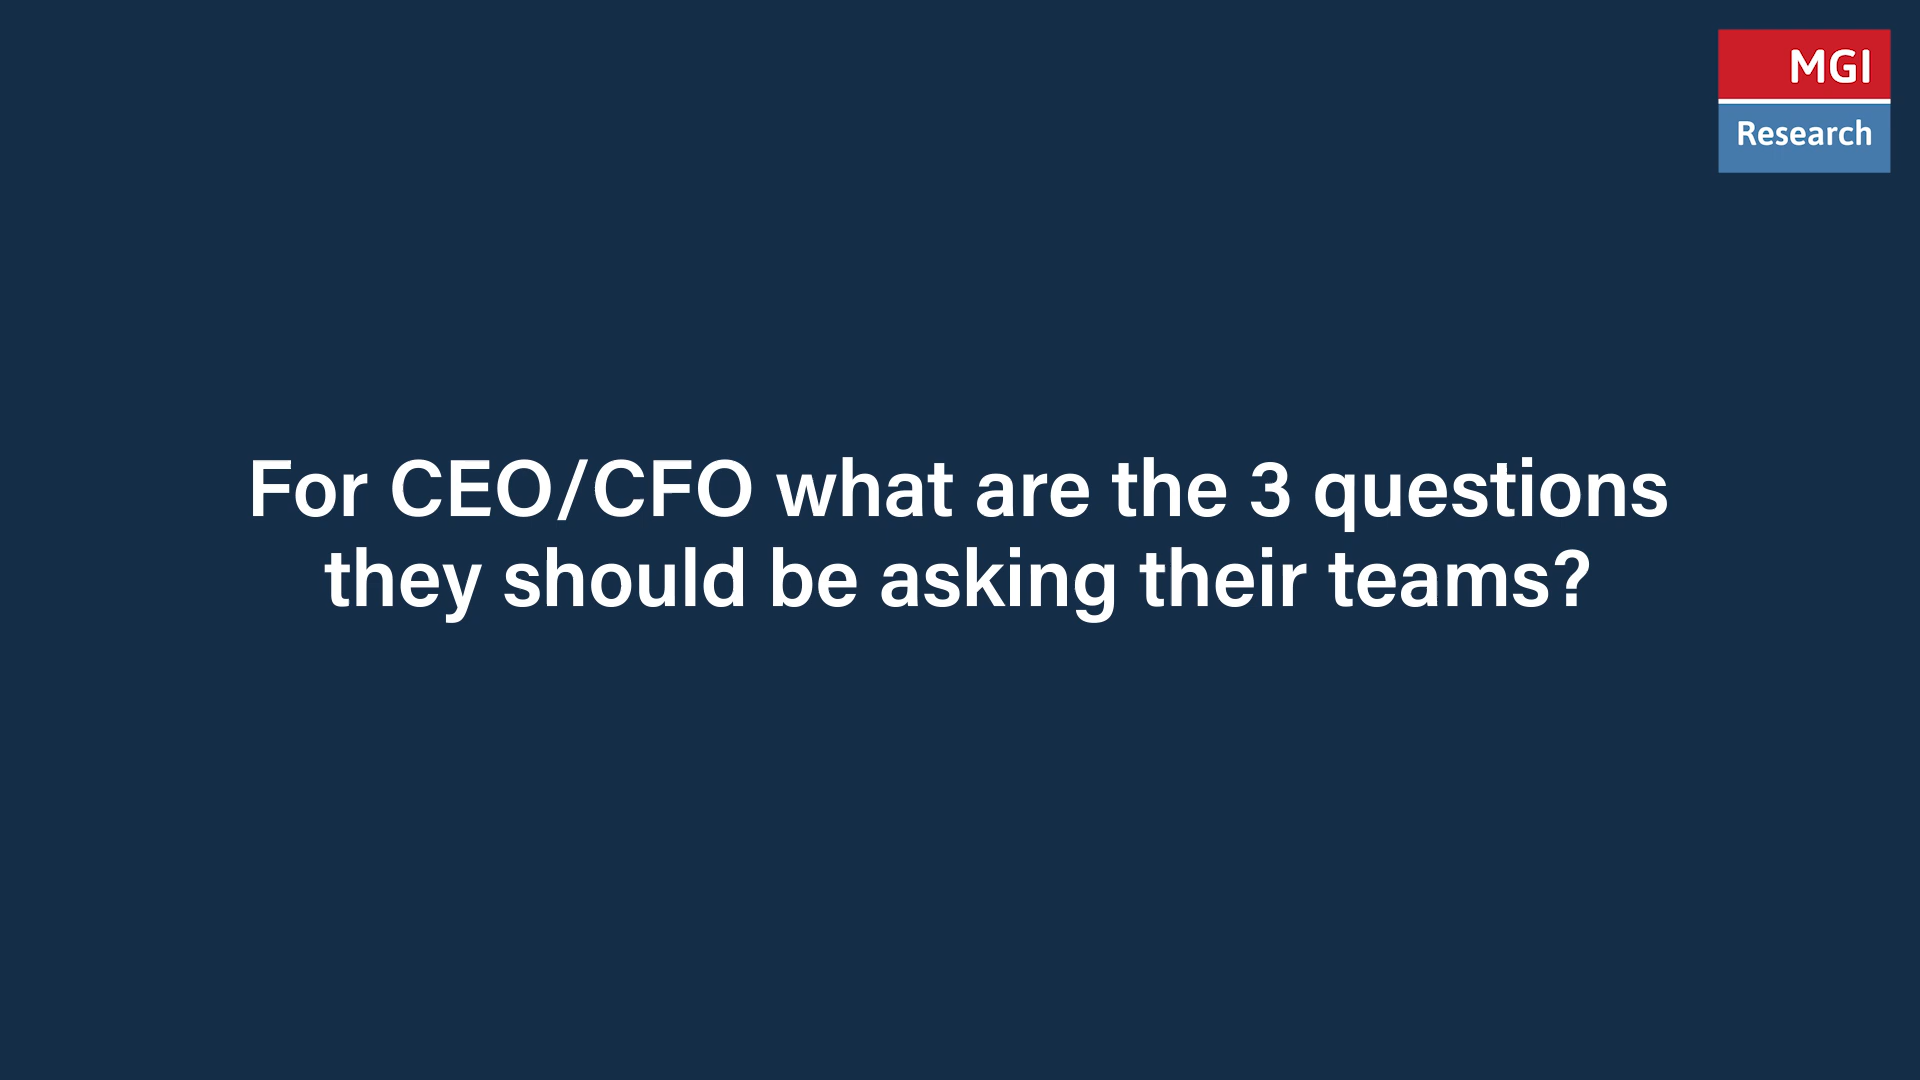 MGI
Research
For CEO/CFO what are the 3 questions
they should be asking their teams?